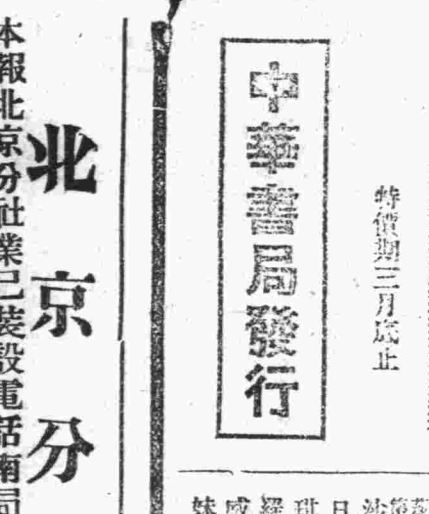 特價期三月底止
中華書局發行
北京分
本報北京分社業已裝設電話南局